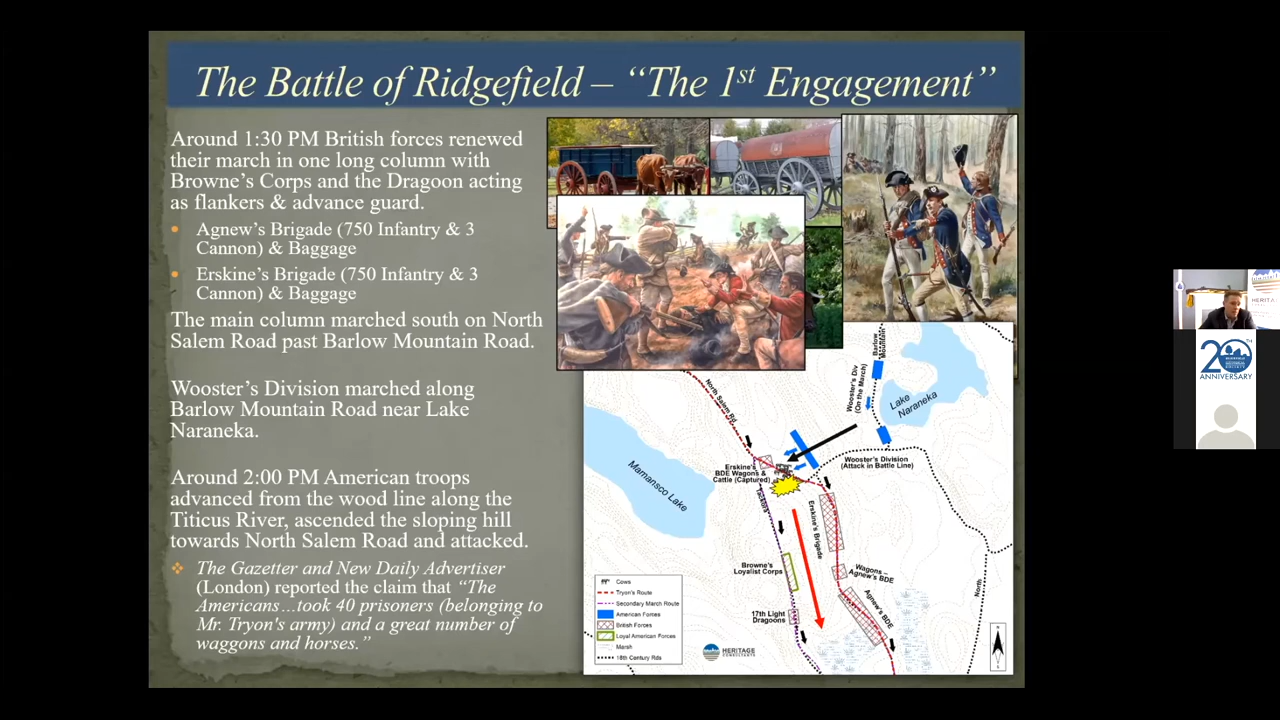 The Battle of Ridgefield – “The 1st Engagement”
Around 1:30 PM British forces renewed
their march in one long column with
Browne’s Corps and the Dragoon acting
as flankers & advance guard.
• Agnew’s Brigade (750 Infantry & 3
Cannon) & Baggage
• Erskine’s Brigade (750 Infantry & 3
Cannon) & Baggage
The main column marched south on North
Salem Road past Barlow Mountain Road.
Wooster’s Division marched along
Barlow Mountain Road near Lake
Naraneka.
Around 2:00 PM American troops
advanced from the wood line along the
Titicus River, ascended the sloping hill
towards North Salem Road and attacked.
❖ The Gazetter and New Daily Advertiser
(London) reported the claim that “The
Americans…took 40 prisoners (belonging to
Mr. Tryon's army) and a great number of
waggons and horses.”
Barlow
Mountain
Wooster's Div
(On the March)
Lake
Naraneka
North Salem Rd
Wooster's Division
(Attack in Battle Line)
Erskine's
BDE Wagons &
Cattle (Captured)
Mamansco Lake
Erskine's Brigade
Browne's
Loyalist Corps
Wagons –
Agnew's BDE
Agnew's BDE
17th Light
Dragoons
North
Cows
Tryon's Route
Secondary March Route
American Forces
British Forces
Loyal American Forces
Marsh
18th Century Rds
HERITAGE
CONSULTANTS
N
20TH
ANNIVERSARY